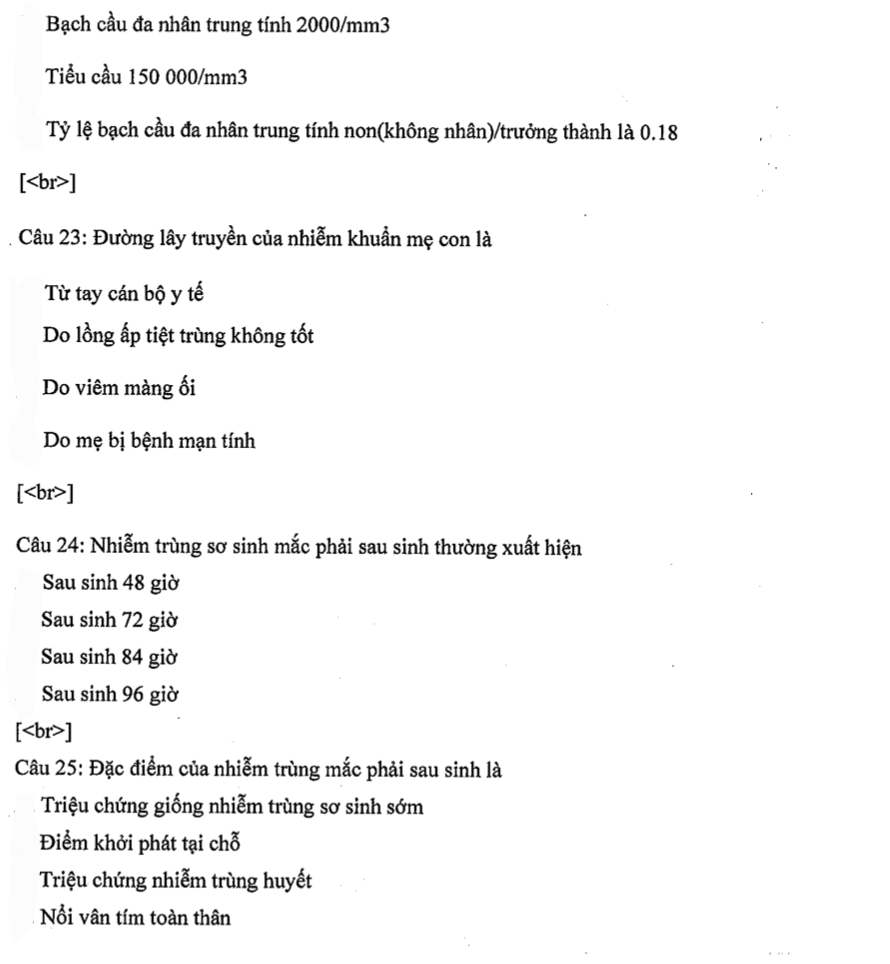 Bạch cầu đa nhân trung tính 2000/mm3
Tiểu cầu 150 000/mm3
Tỷ lệ bạch cầu đa nhân trung tính non(không nhân)/trưởng thành là 0.18
[<br>]
Câu 23: Đường lây truyền của nhiễm khuẩn mẹ con là
Từ tay cán bộ y tế
Do lồng ấp tiệt trùng không tốt
Do viêm màng ối
Do mẹ bị bệnh mạn tính
[<br>]
Câu 24: Nhiễm trùng sơ sinh mắc phải sau sinh thường xuất hiện
Sau sinh 48 giờ
Sau sinh 72 giờ
Sau sinh 84 giờ
Sau sinh 96 giờ
[<br>]
Câu 25: Đặc điểm của nhiễm trùng mắc phải sau sinh là
Triệu chứng giống nhiễm trùng sơ sinh sớm
Điểm khởi phát tại chỗ
Triệu chứng nhiễm trùng huyết
Nổi vân tím toàn thân